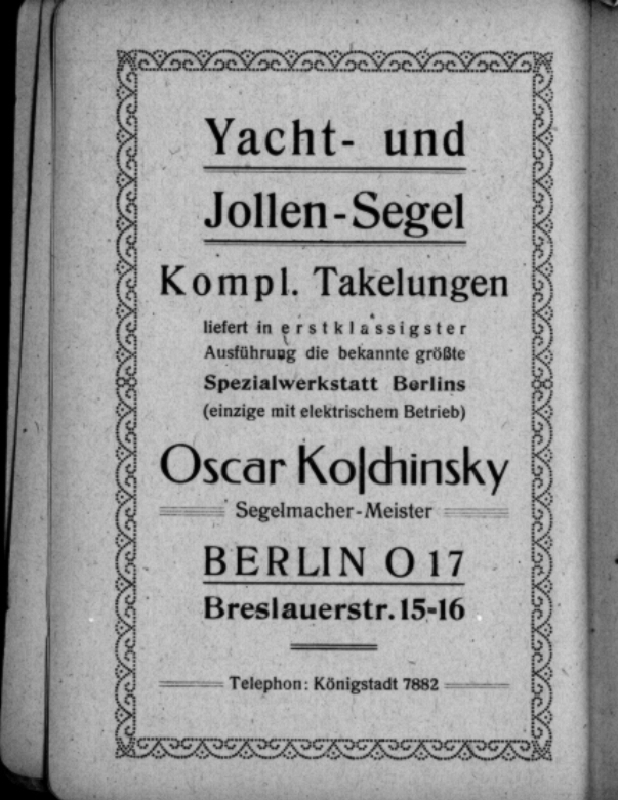 Yacht- und
Jollen-Segel
Kompl. Takelungen
liefert in erstklassigster
Ausführung die bekannte größte
Spezialwerkstatt Berlins
(einzige mit elektrischem Betrieb)
Oscar Koſchinsky
Segelmacher-Meister
BERLIN O 17
Breslauerstr. 15-16
Telephon: Königstadt 7882